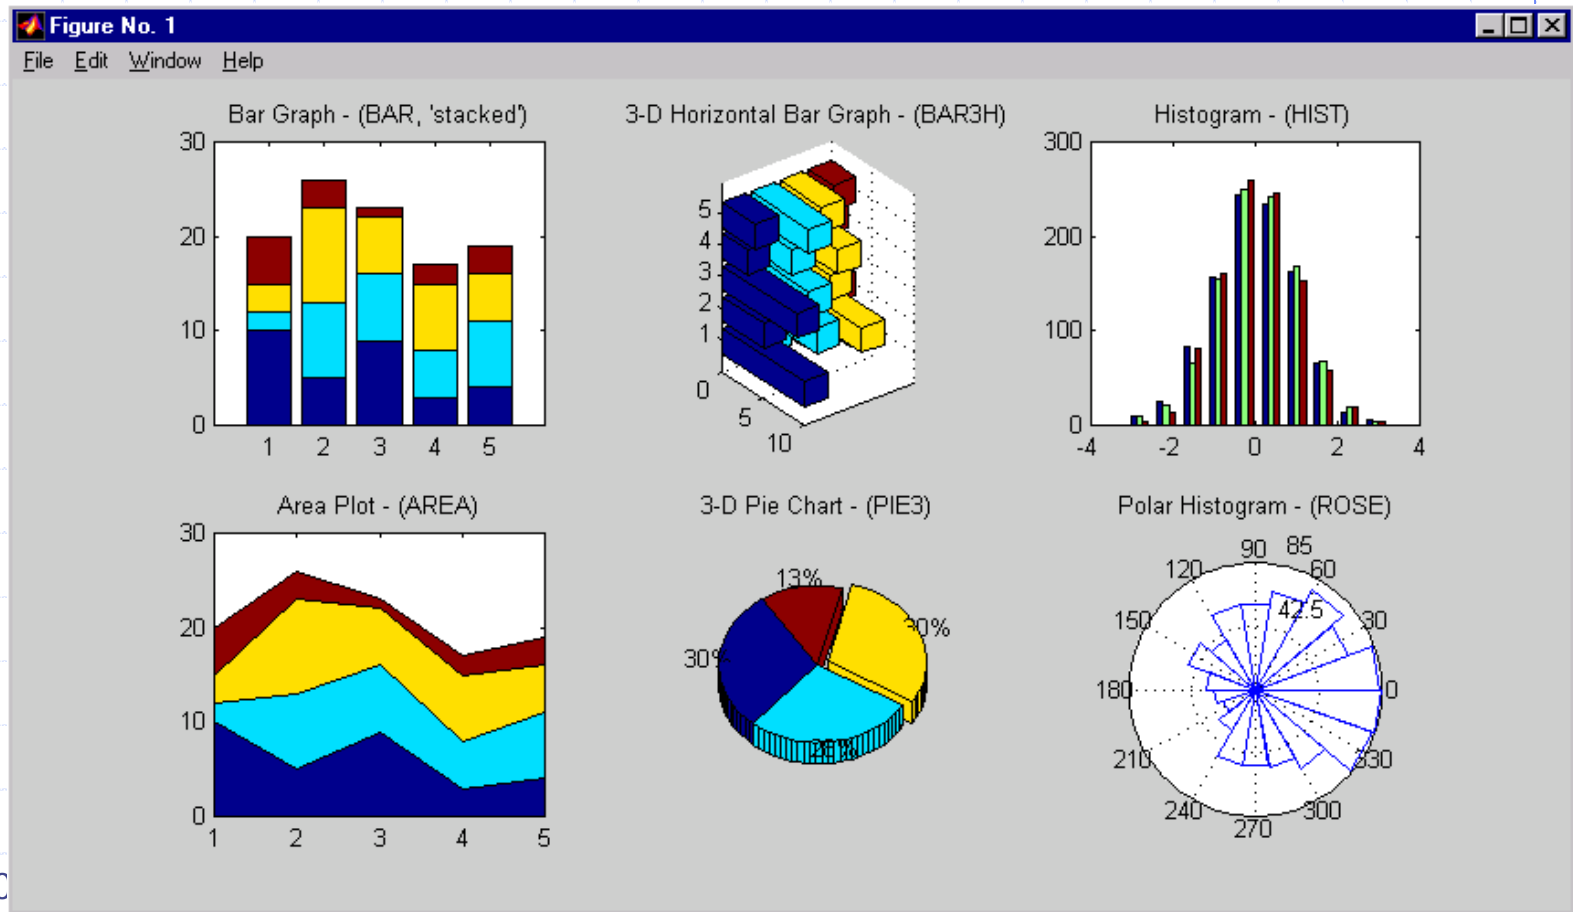 Figure No. 1
File Edit Window Help
Bar Graph - (BAR, 'stacked')
30
20
10
0
1 2 3 4 5
3-D Horizontal Bar Graph - (BAR3H)
5
4
3
2
1
0
5
10
Histogram - (HIST)
300
200
100
0
-4 -2 0 2 4
Area Plot - (AREA)
30
20
10
0
1 2 3 4 5
3-D Pie Chart - (PIE3)
13%
30%
30%
Polar Histogram - (ROSE)
90 85
120 60
42.5
150 30
180 0
210 330
240 300
270